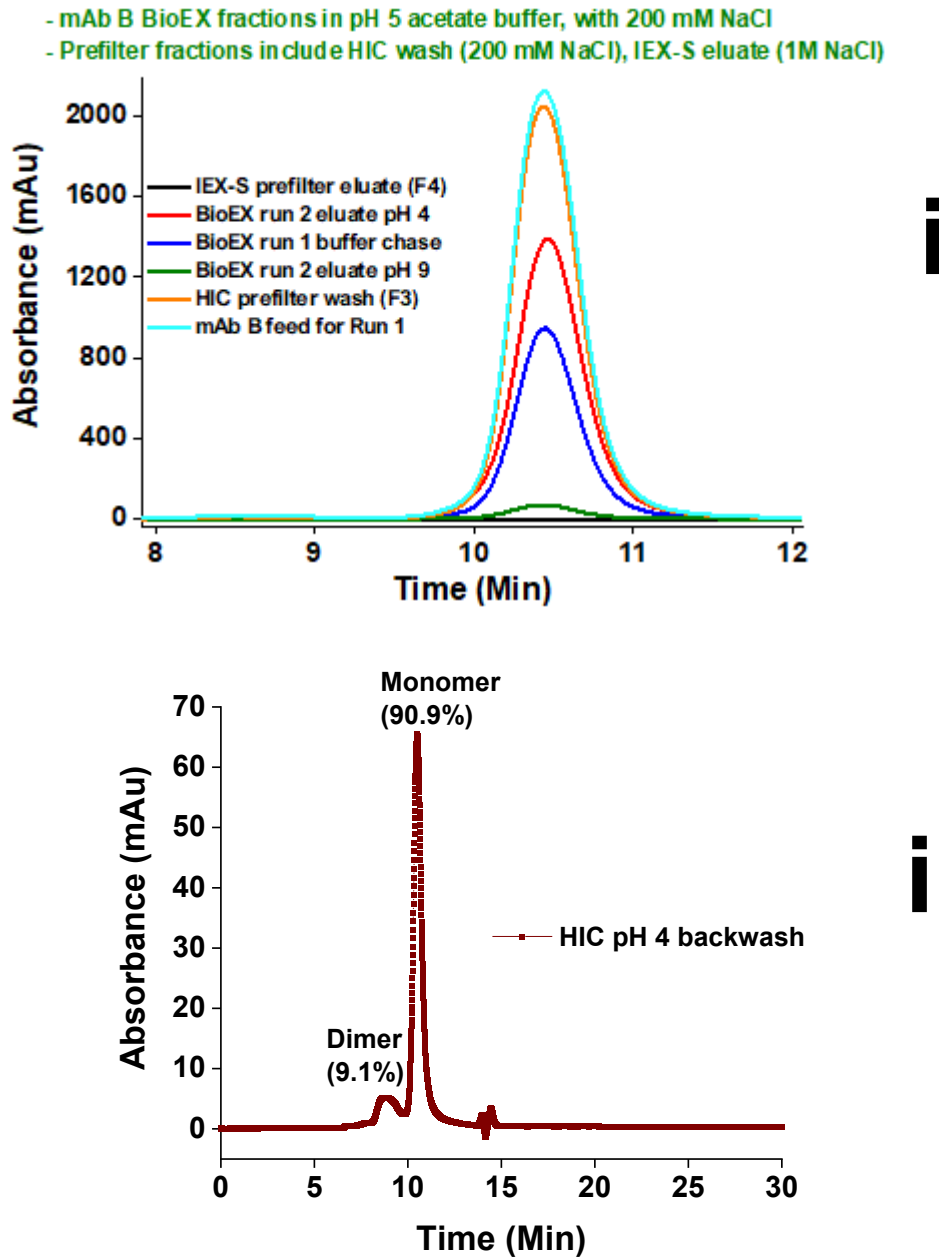 - mAb B BioEX fractions in pH 5 acetate buffer, with 200 mM NaCl
- Prefilter fractions include HIC wash (200 mM NaCl), IEX-S eluate (1M NaCl)
2000
1600
1200
800
400
0
Absorbance (mAu)
IEX-S prefilter eluate (F4)
BioEX run 2 eluate pH 4
BioEX run 1 buffer chase
BioEX run 2 eluate pH 9
HIC prefilter wash (F3)
mAb B feed for Run 1
i
8 9 10 11 12
Time (Min)
Monomer
(90.9%)
70
60
50
40
30
20
10
0
Absorbance (mAu)
HIC pH 4 backwash
i
Dimer
(9.1%)
0 5 10 15 20 25 30
Time (Min)